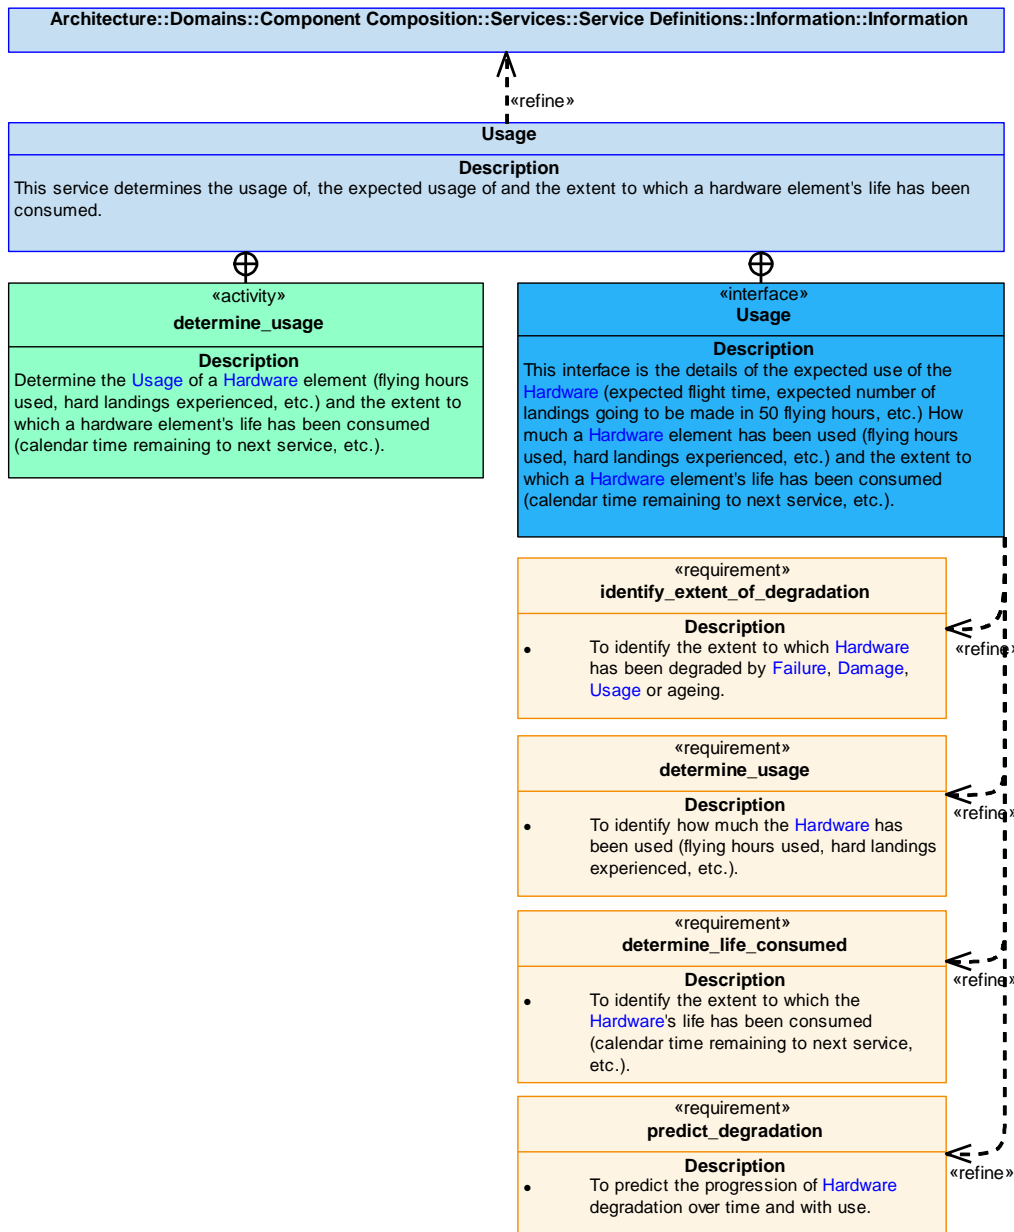 Architecture::Domains::Component Composition::Services::Service Definitions::Information::Information
«refine»
Usage
Description
This service determines the usage of, the expected usage of and the extent to which a hardware element's life has been
consumed.
«activity»
determine_usage
Description
Determine the Usage of a Hardware element (flying hours
used, hard landings experienced, etc.) and the extent to
which a hardware element's life has been consumed
(calendar time remaining to next service, etc.).
«interface»
Usage
Description
This interface is the details of the expected use of the
Hardware (expected flight time, expected number of
landings going to be made in 50 flying hours, etc.) How
much a Hardware element has been used (flying hours
used, hard landings experienced, etc.) and the extent to
which a Hardware element's life has been consumed
(calendar time remaining to next service, etc.).
«requirement»
identify_extent_of_degradation
Description
• To identify the extent to which Hardware
has been degraded by Failure, Damage,
Usage or ageing.
«refine»
«requirement»
determine_usage
Description
• To identify how much the Hardware has
been used (flying hours used, hard landings
experienced, etc.).
«refine»
«requirement»
determine_life_consumed
Description
• To identify the extent to which the
Hardware's life has been consumed
(calendar time remaining to next service,
etc.).
«refine»
«requirement»
predict_degradation
Description
• To predict the progression of Hardware
degradation over time and with use.
«refine»